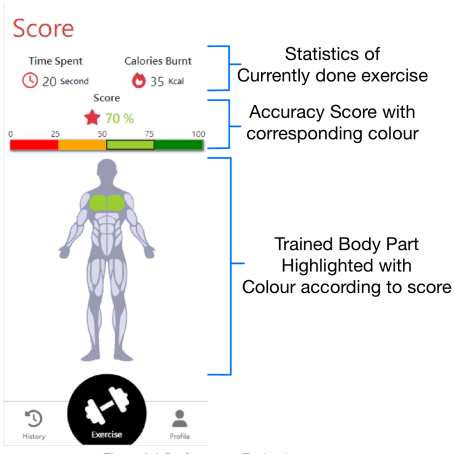 Score
Time Spent
Calories Burnt
20 Second
35 Kcal
Score
70 %
0 25 50 75 100
History
Exercise
Profile
Statistics of
Currently done exercise
Accuracy Score with
corresponding colour
Trained Body Part
Highlighted with
Colour according to score